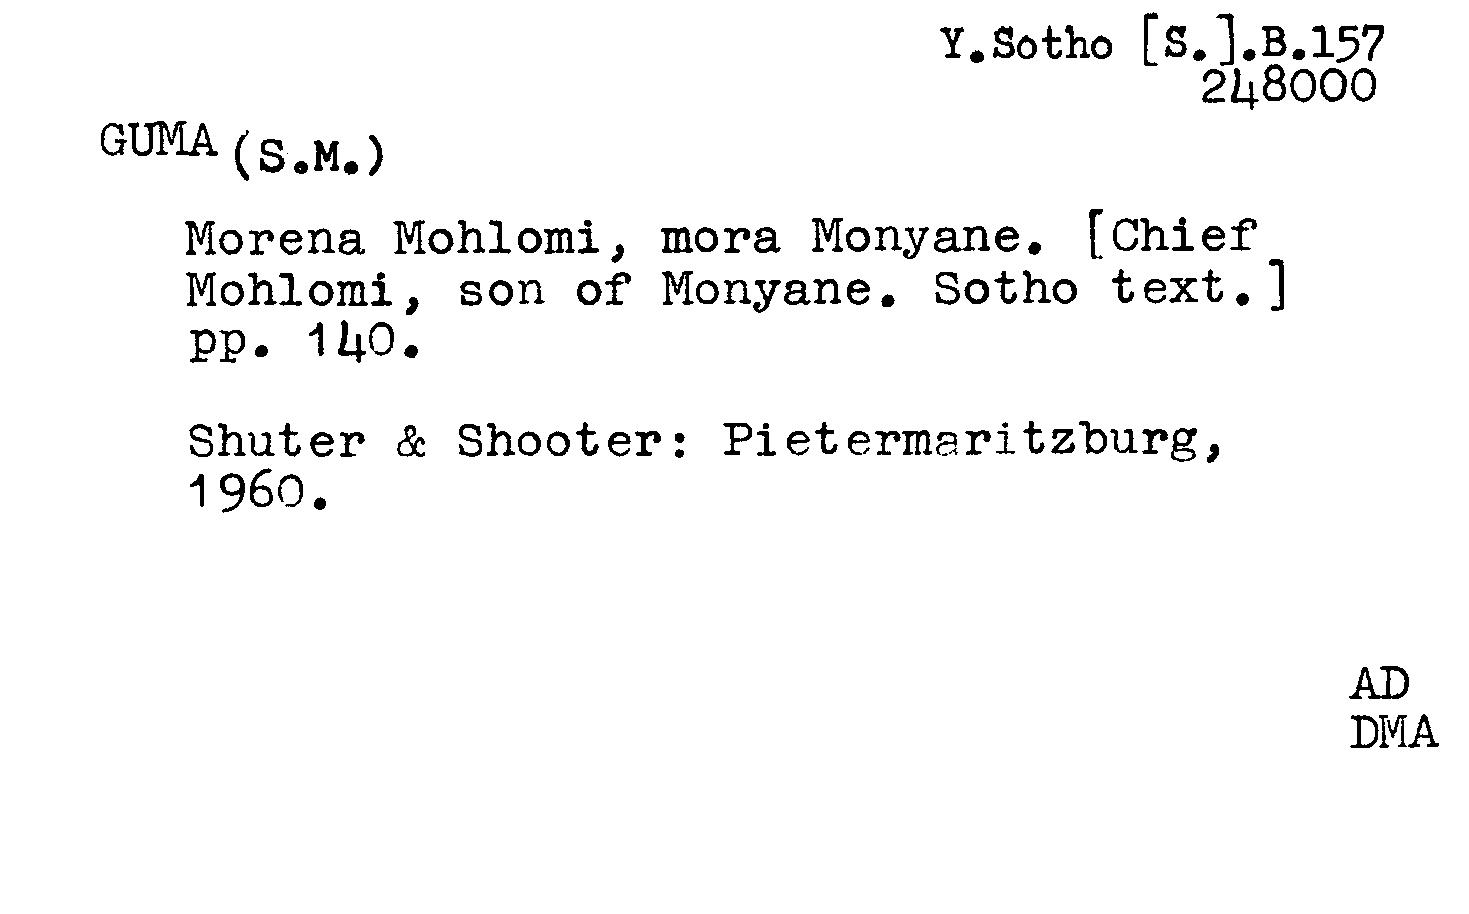 Y.Sotho [S.].B.157
248000
GUMA (S.M.)
Morena Mohlomi, mora Monyane. [Chief
Mohlomi, son of Monyane. Sotho text.]
pp. 140.
Shuter & Shooter: Pietermaritzburg,
1960.
AD
DMA